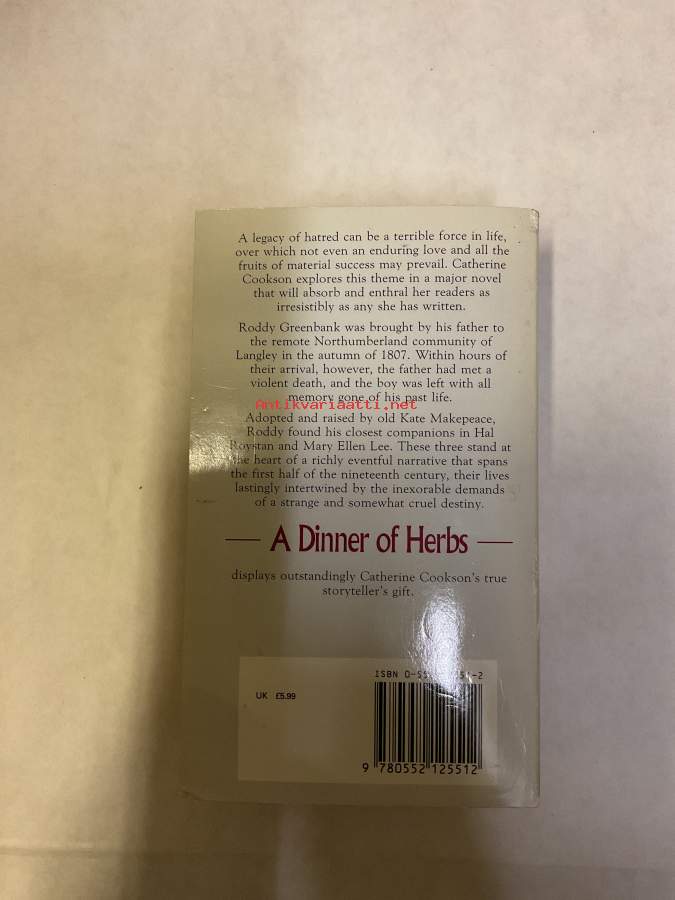 A legacy of hatred can be a terrible force in life,
over which not even an enduring love and all the
fruits of material success may prevail. Catherine
Cookson explores this theme in a major novel
that will absorb and enthral her readers as
irresistibly as any she has written.
Roddy Greenbank was brought by his father to
the remote Northumberland community of
Langley in the autumn of 1807. Within hours of
their arrival, however, the father had met a
violent death, and the boy was left with all
memory gone of his past life.
Antikvariaatti.net
Adopted and raised by old Kate Makepeace,
Roddy found his closest companions in Hal
Roystan and Mary Ellen Lee. These three stand at
the heart of a richly eventful narrative that spans
the first half of the nineteenth century, their lives
lastingly intertwined by the inexorable demands
of a strange and somewhat cruel destiny.
A Dinner of Herbs
displays outstandingly Catherine Cookson's true
storyteller's gift.
ISBN
UK £5.99
9 780552 125512